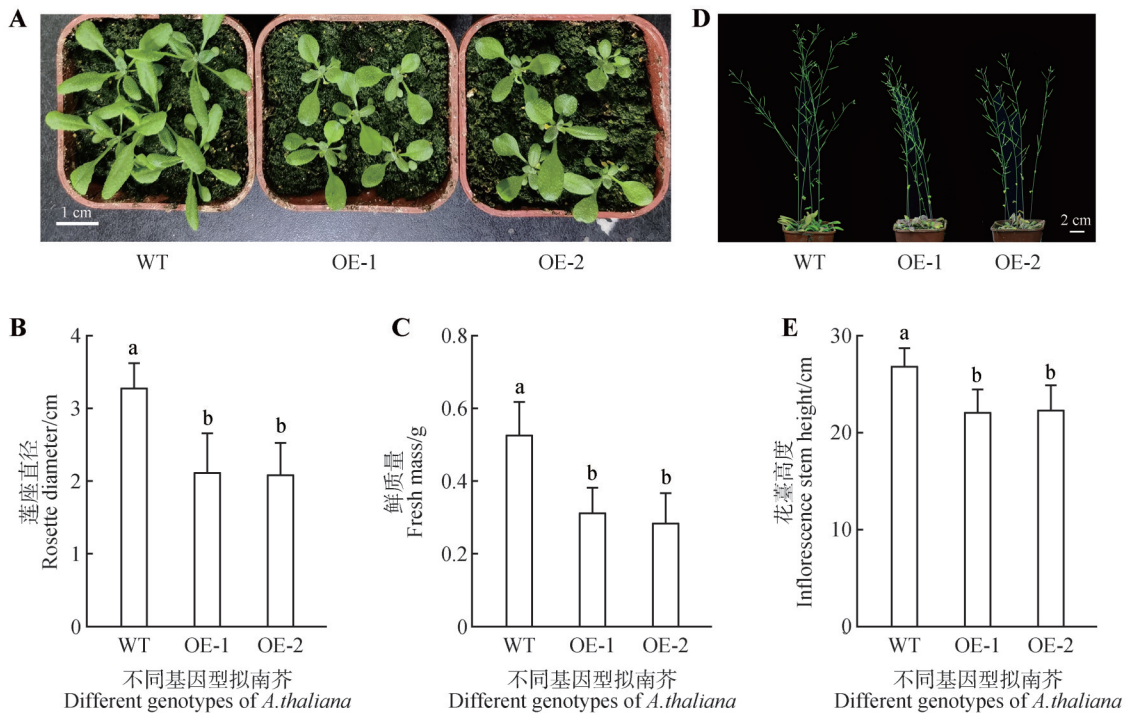 A
1 cm
WT OE-1 OE-2
D
2 cm
WT OE-1 OE-2
B
莲座直径
Rosette diameter/cm
4
3
2
1
0
a
b
b
WT OE-1 OE-2
不同基因型拟南芥
Different genotypes of A.thaliana
C
鲜质量
Fresh mass/g
0.8
0.6
0.4
0.2
0
a
b
b
WT OE-1 OE-2
不同基因型拟南芥
Different genotypes of A.thaliana
E
花薹高度
Inflorescence stem height/cm
30
20
10
0
a
b
b
WT OE-1 OE-2
不同基因型拟南芥
Different genotypes of A.thaliana